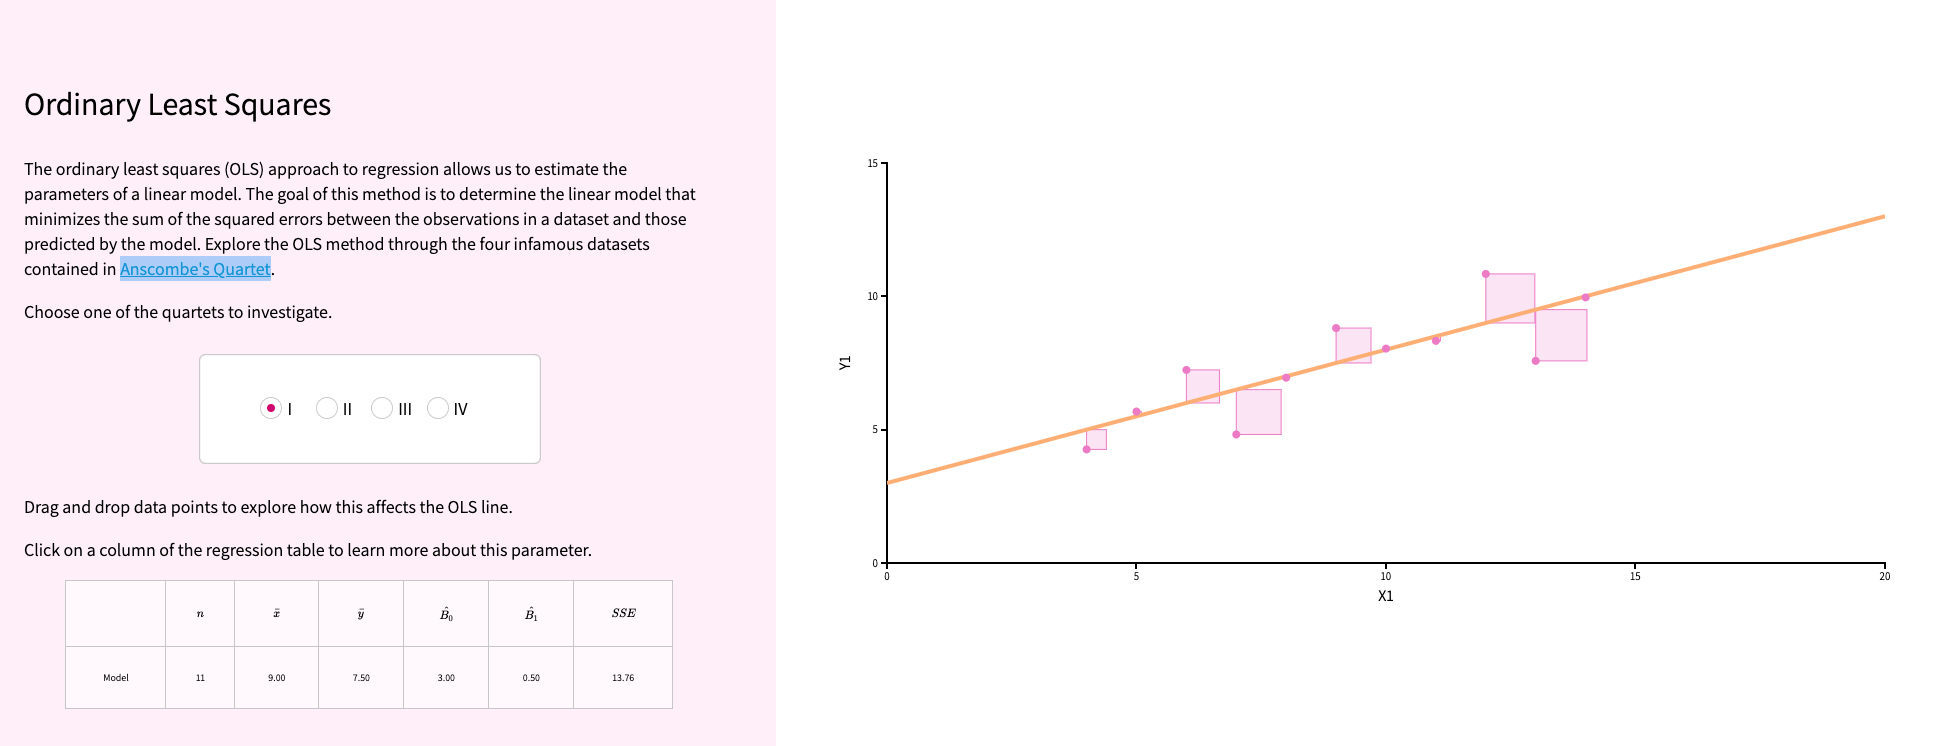 Ordinary Least Squares
The ordinary least squares (OLS) approach to regression allows us to estimate the
parameters of a linear model. The goal of this method is to determine the linear model that
minimizes the sum of the squared errors between the observations in a dataset and those
predicted by the model. Explore the OLS method through the four infamous datasets
contained in Anscombe's Quartet.
Choose one of the quartets to investigate.
I II III IV
Drag and drop data points to explore how this affects the OLS line.
Click on a column of the regression table to learn more about this parameter.
n x̄ ȳ B̂₀ B̂₁ SSE
Model 11 9.00 7.50 3.00 0.50 13.76
15
10
5
0
Y1
0 5 10 15 20
X1